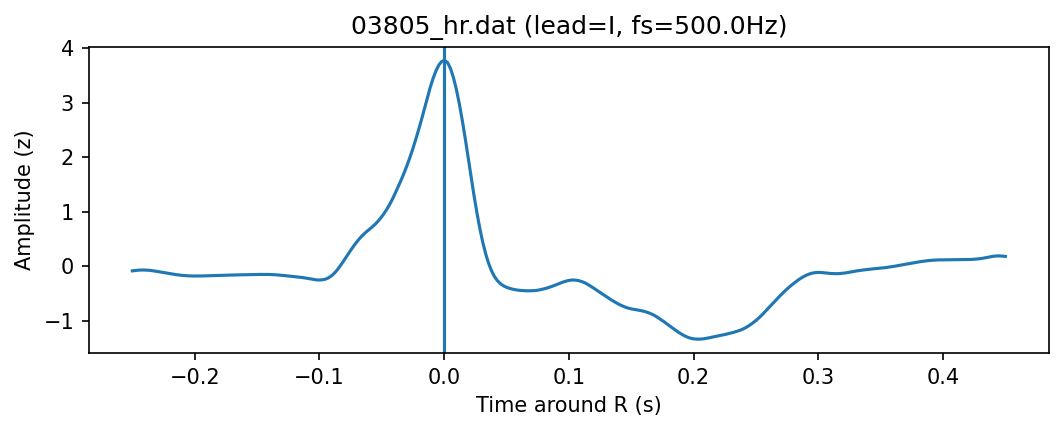 03805_hr.dat (lead=I, fs=500.0Hz)
Amplitude (z)
4
3
2
1
0
−1
−0.2 −0.1 0.0 0.1 0.2 0.3 0.4
Time around R (s)